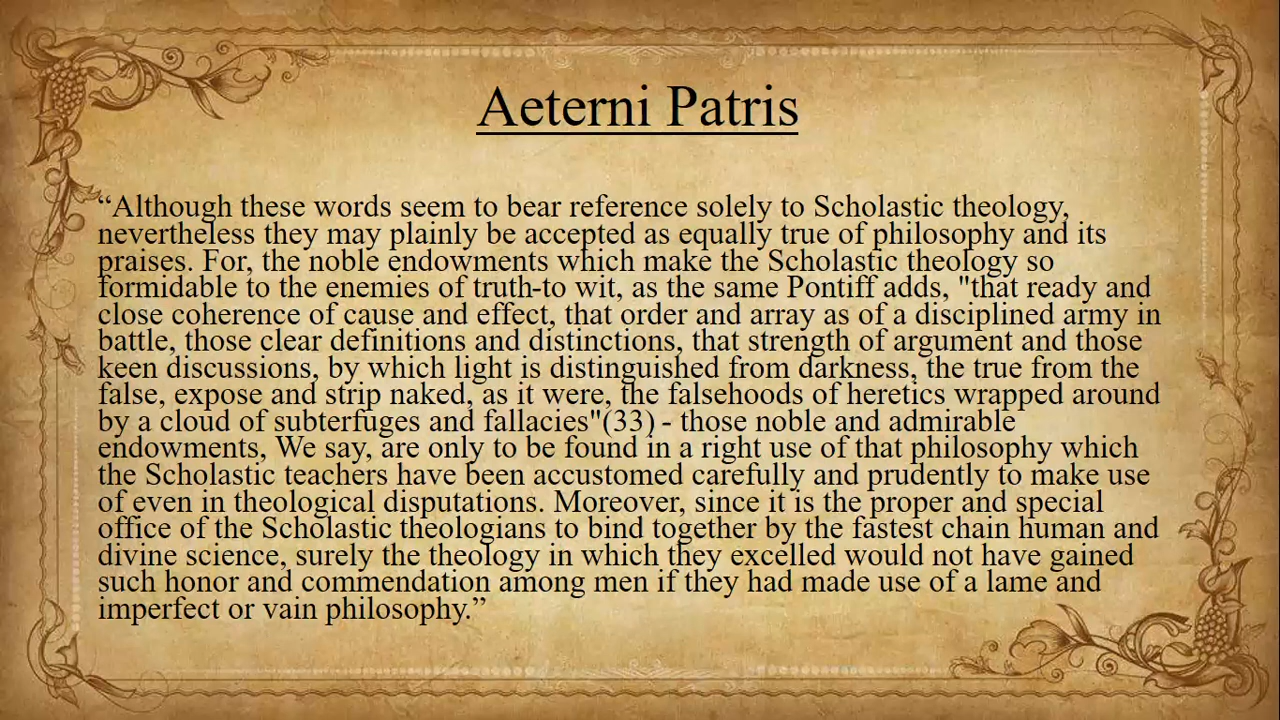 Aeterni Patris
“Although these words seem to bear reference solely to Scholastic theology,
nevertheless they may plainly be accepted as equally true of philosophy and its
praises. For, the noble endowments which make the Scholastic theology so
formidable to the enemies of truth-to wit, as the same Pontiff adds, "that ready and
close coherence of cause and effect, that order and array as of a disciplined army in
battle, those clear definitions and distinctions, that strength of argument and those
keen discussions, by which light is distinguished from darkness, the true from the
false, expose and strip naked, as it were, the falsehoods of heretics wrapped around
by a cloud of subterfuges and fallacies"(33) - those noble and admirable
endowments, We say, are only to be found in a right use of that philosophy which
the Scholastic teachers have been accustomed carefully and prudently to make use
of even in theological disputations. Moreover, since it is the proper and special
office of the Scholastic theologians to bind together by the fastest chain human and
divine science, surely the theology in which they excelled would not have gained
such honor and commendation among men if they had made use of a lame and
imperfect or vain philosophy.”